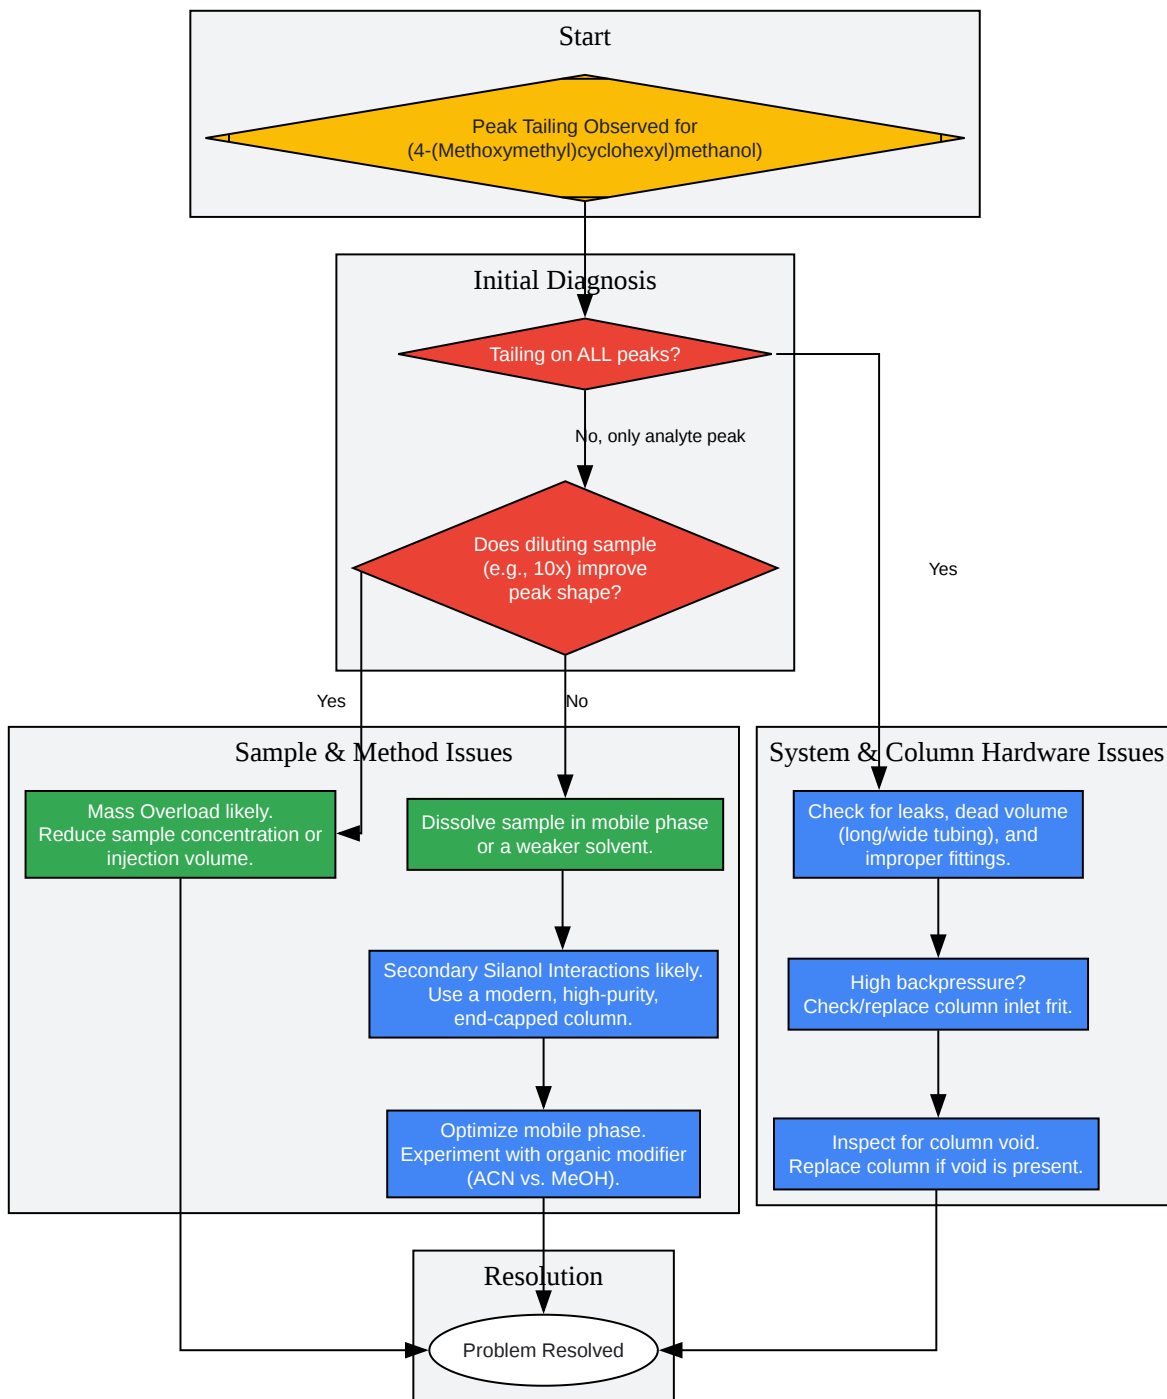 Start
Peak Tailing Observed for
(4-(Methoxymethyl)cyclohexyl)methanol)
Initial Diagnosis
Tailing on ALL peaks?
No, only analyte peak
Does diluting sample
(e.g., 10x) improve
peak shape?
Yes
Yes
No
Sample & Method Issues
Mass Overload likely.
Reduce sample concentration or
injection volume.
Dissolve sample in mobile phase
or a weaker solvent.
Secondary Silanol Interactions likely.
Use a modern, high-purity,
end-capped column.
Optimize mobile phase.
Experiment with organic modifier
(ACN vs. MeOH).
System & Column Hardware Issues
Check for leaks, dead volume
(long/wide tubing), and
improper fittings.
High backpressure?
Check/replace column inlet frit.
Inspect for column void.
Replace column if void is present.
Resolution
Problem Resolved